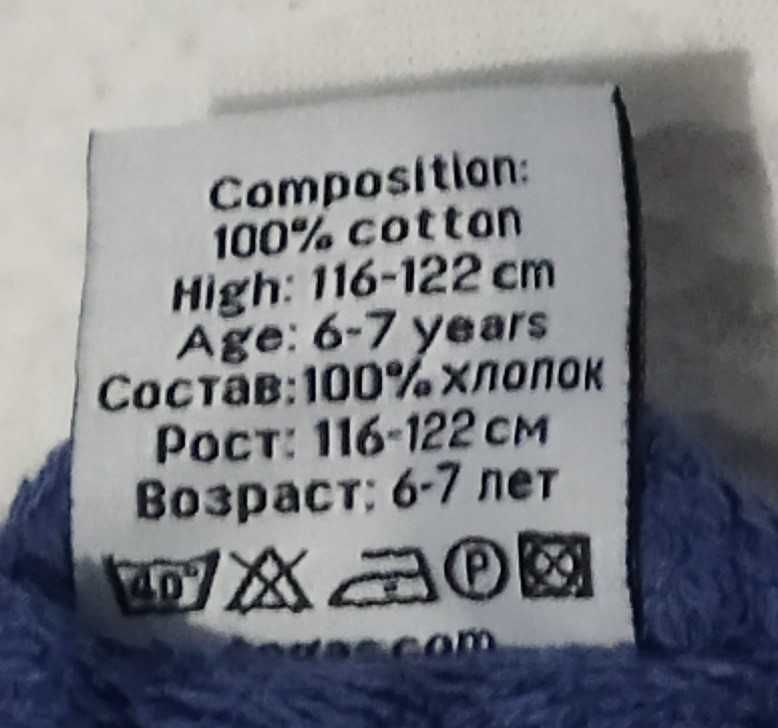 Composition:
100% cotton
High: 116-122 cm
Age: 6-7 years
Состав: 100% хлопок
Рост: 116-122 см
Возраст: 6-7 лет
40° P